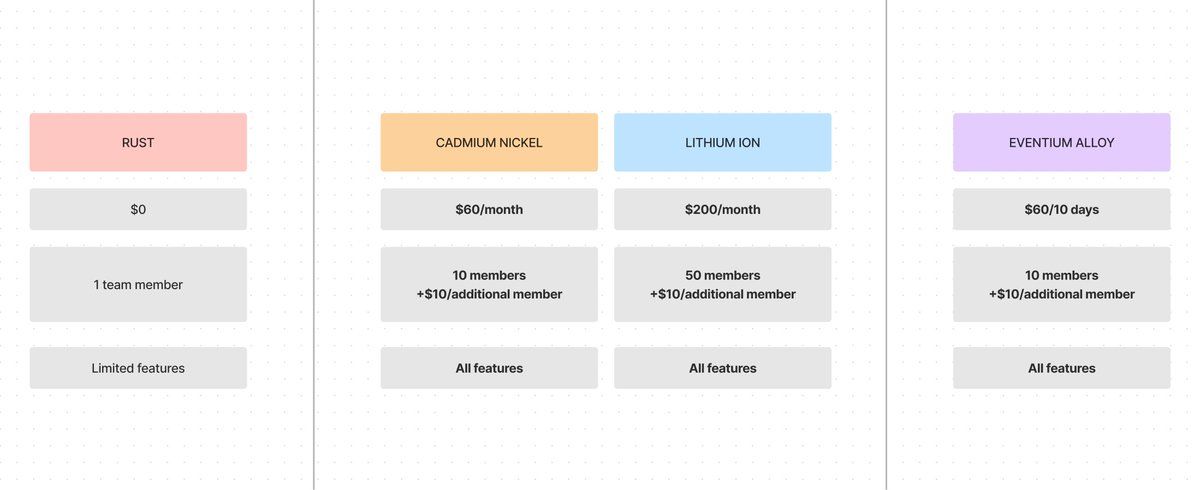 RUST
$0
1 team member
Limited features
CADMIUM NICKEL
$60/month
10 members
+$10/additional member
All features
LITHIUM ION
$200/month
50 members
+$10/additional member
All features
EVENTIUM ALLOY
$60/10 days
10 members
+$10/additional member
All features